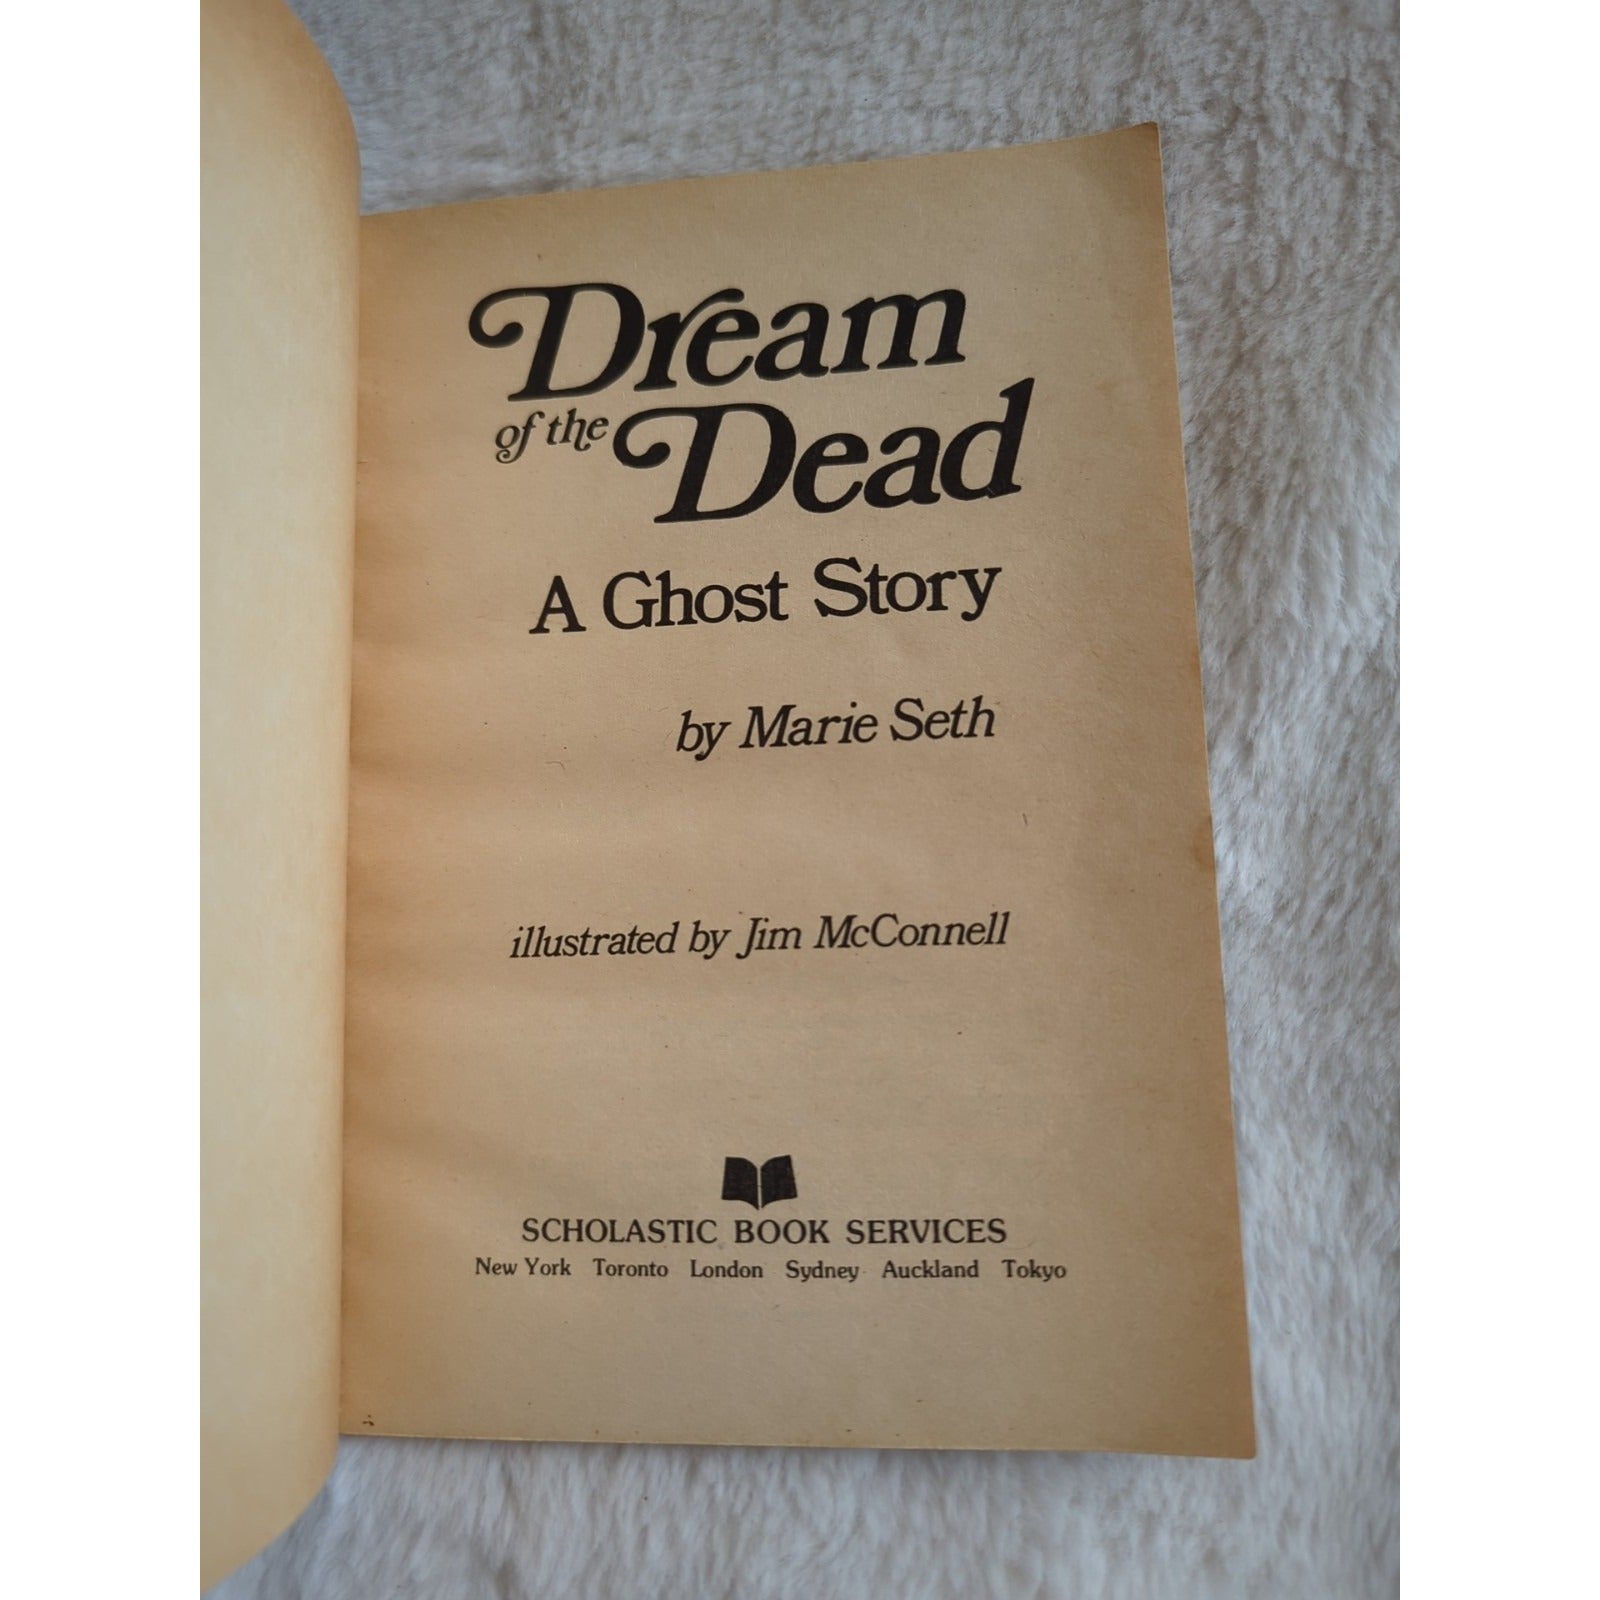 Dream
of the Dead
A Ghost Story
by Marie Seth
illustrated by Jim McConnell
SCHOLASTIC BOOK SERVICES
New York Toronto London Sydney Auckland Tokyo